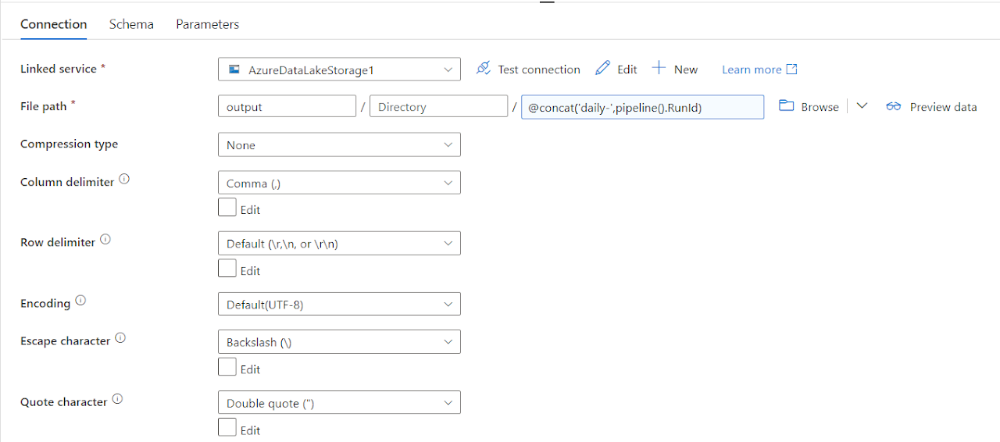 Connection Schema Parameters
Linked service * AzureDataLakeStorage1 Test connection Edit New Learn more
File path * output / Directory / @concat('daily-',pipeline().RunId) Browse Preview data
Compression type None
Column delimiter Comma (,)
Edit
Row delimiter Default (\r,\n, or \r\n)
Edit
Encoding Default(UTF-8)
Escape character Backslash (\)
Edit
Quote character Double quote (")
Edit